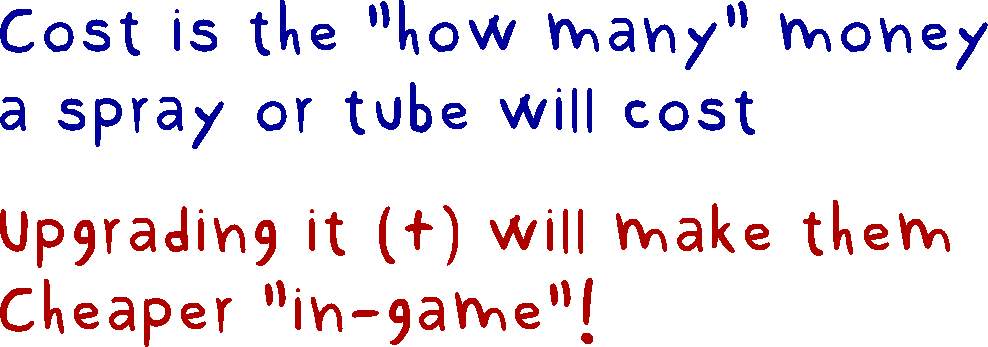 Cost is the "how many" money
a spray or tube will cost
Upgrading it (+) will make them
Cheaper "in-game"!